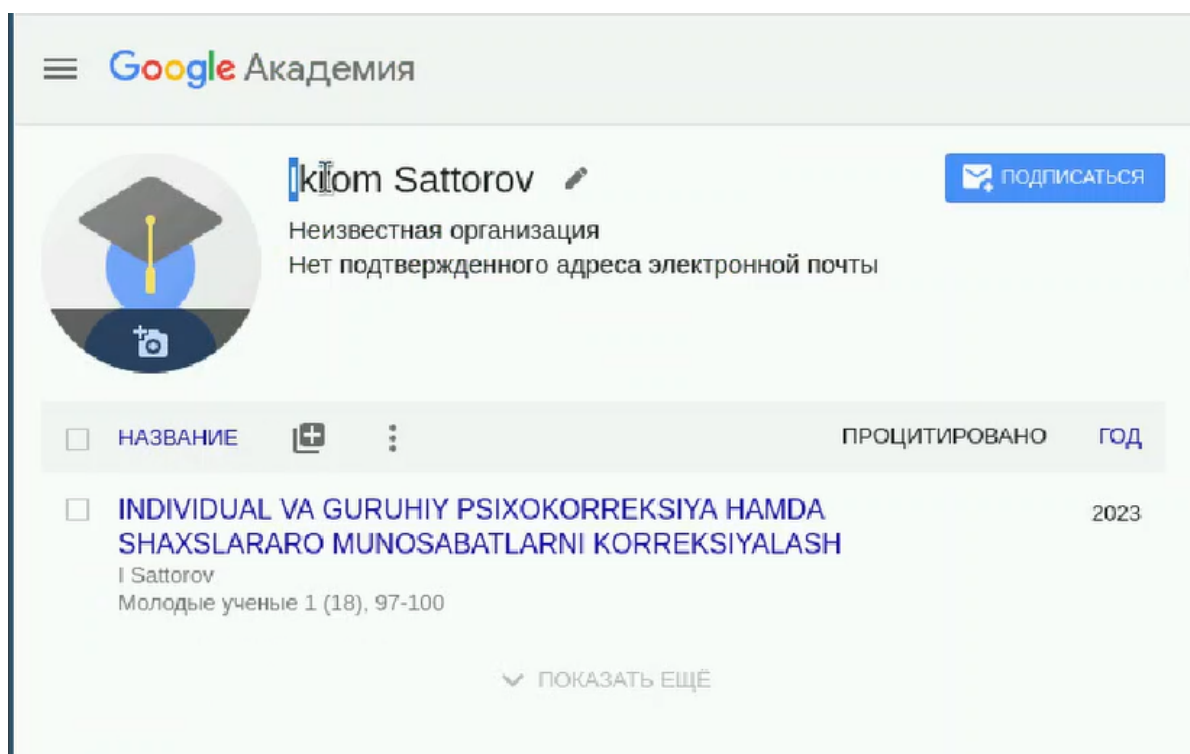 Google Академия
Sattorov
ПОДПИСАТЬСЯ
Неизвестная организация
Нет подтвержденного адреса электронной почты
НАЗВАНИЕ
ПРОЦИТИРОВАНО
ГОД
INDIVIDUAL VA GURUHIY PSIXOKORREKSIYA HAMDA
2023
SHAXSLARARO MUNOSABATLARNI KORREKSIYALASH
I Sattorov
Молодые ученые 1 (18), 97-100
ПОКАЗАТЬ ЕЩЁ